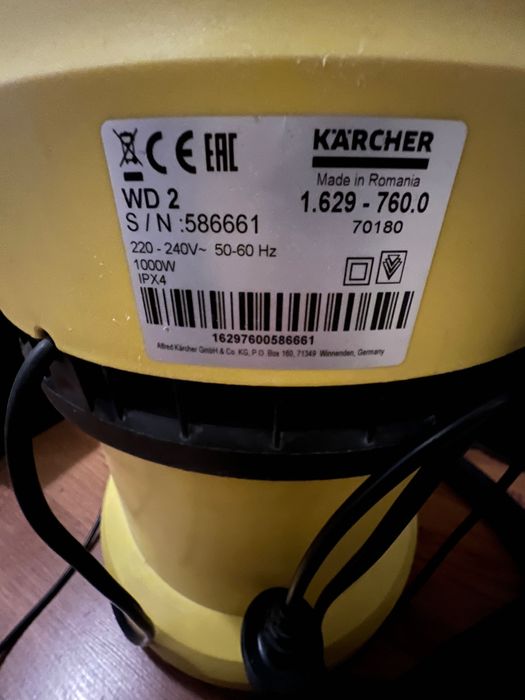 CE EAC
KÄRCHER
Made in Romania
WD 2
1.629 - 760.0
S / N :586661
70180
220 - 240V~ 50-60 Hz
1000W
IPX4
16297600586661
Alfred Kärcher GmbH & Co. KG, P.O. Box 160, 71349 Winnenden, Germany